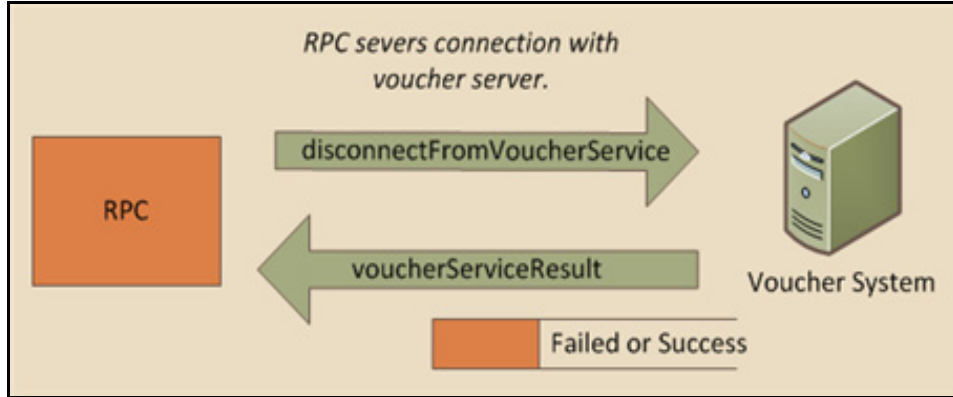 RPC severs connection with
voucher server.
disconnectFromVoucherService
RPC
voucherServiceResult
Voucher System
Failed or Success